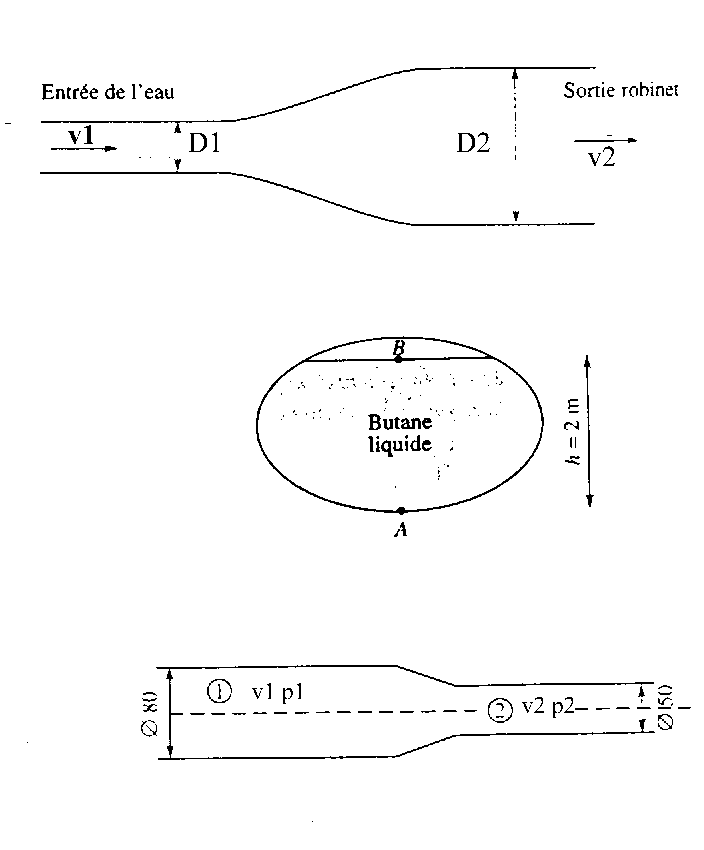 Entrée de l'eau
Sortie robinet
v1
D1
D2
v2
B
Butane
liquide
h = 2 m
A
Ø 80
① v1 p1
② v2 p2
Ø 50